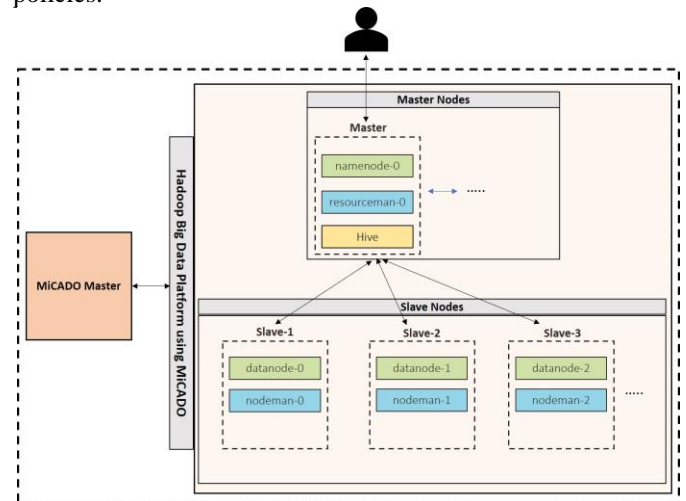 policies.
Master Nodes
Master
namenode-0
resourceman-0
.....
Hive
Hadoop Big Data Platform using MiCADO
MiCADO Master
Slave Nodes
Slave-1
Slave-2
Slave-3
datanode-0
datanode-1
datanode-2
nodeman-0
nodeman-1
nodeman-2
.....